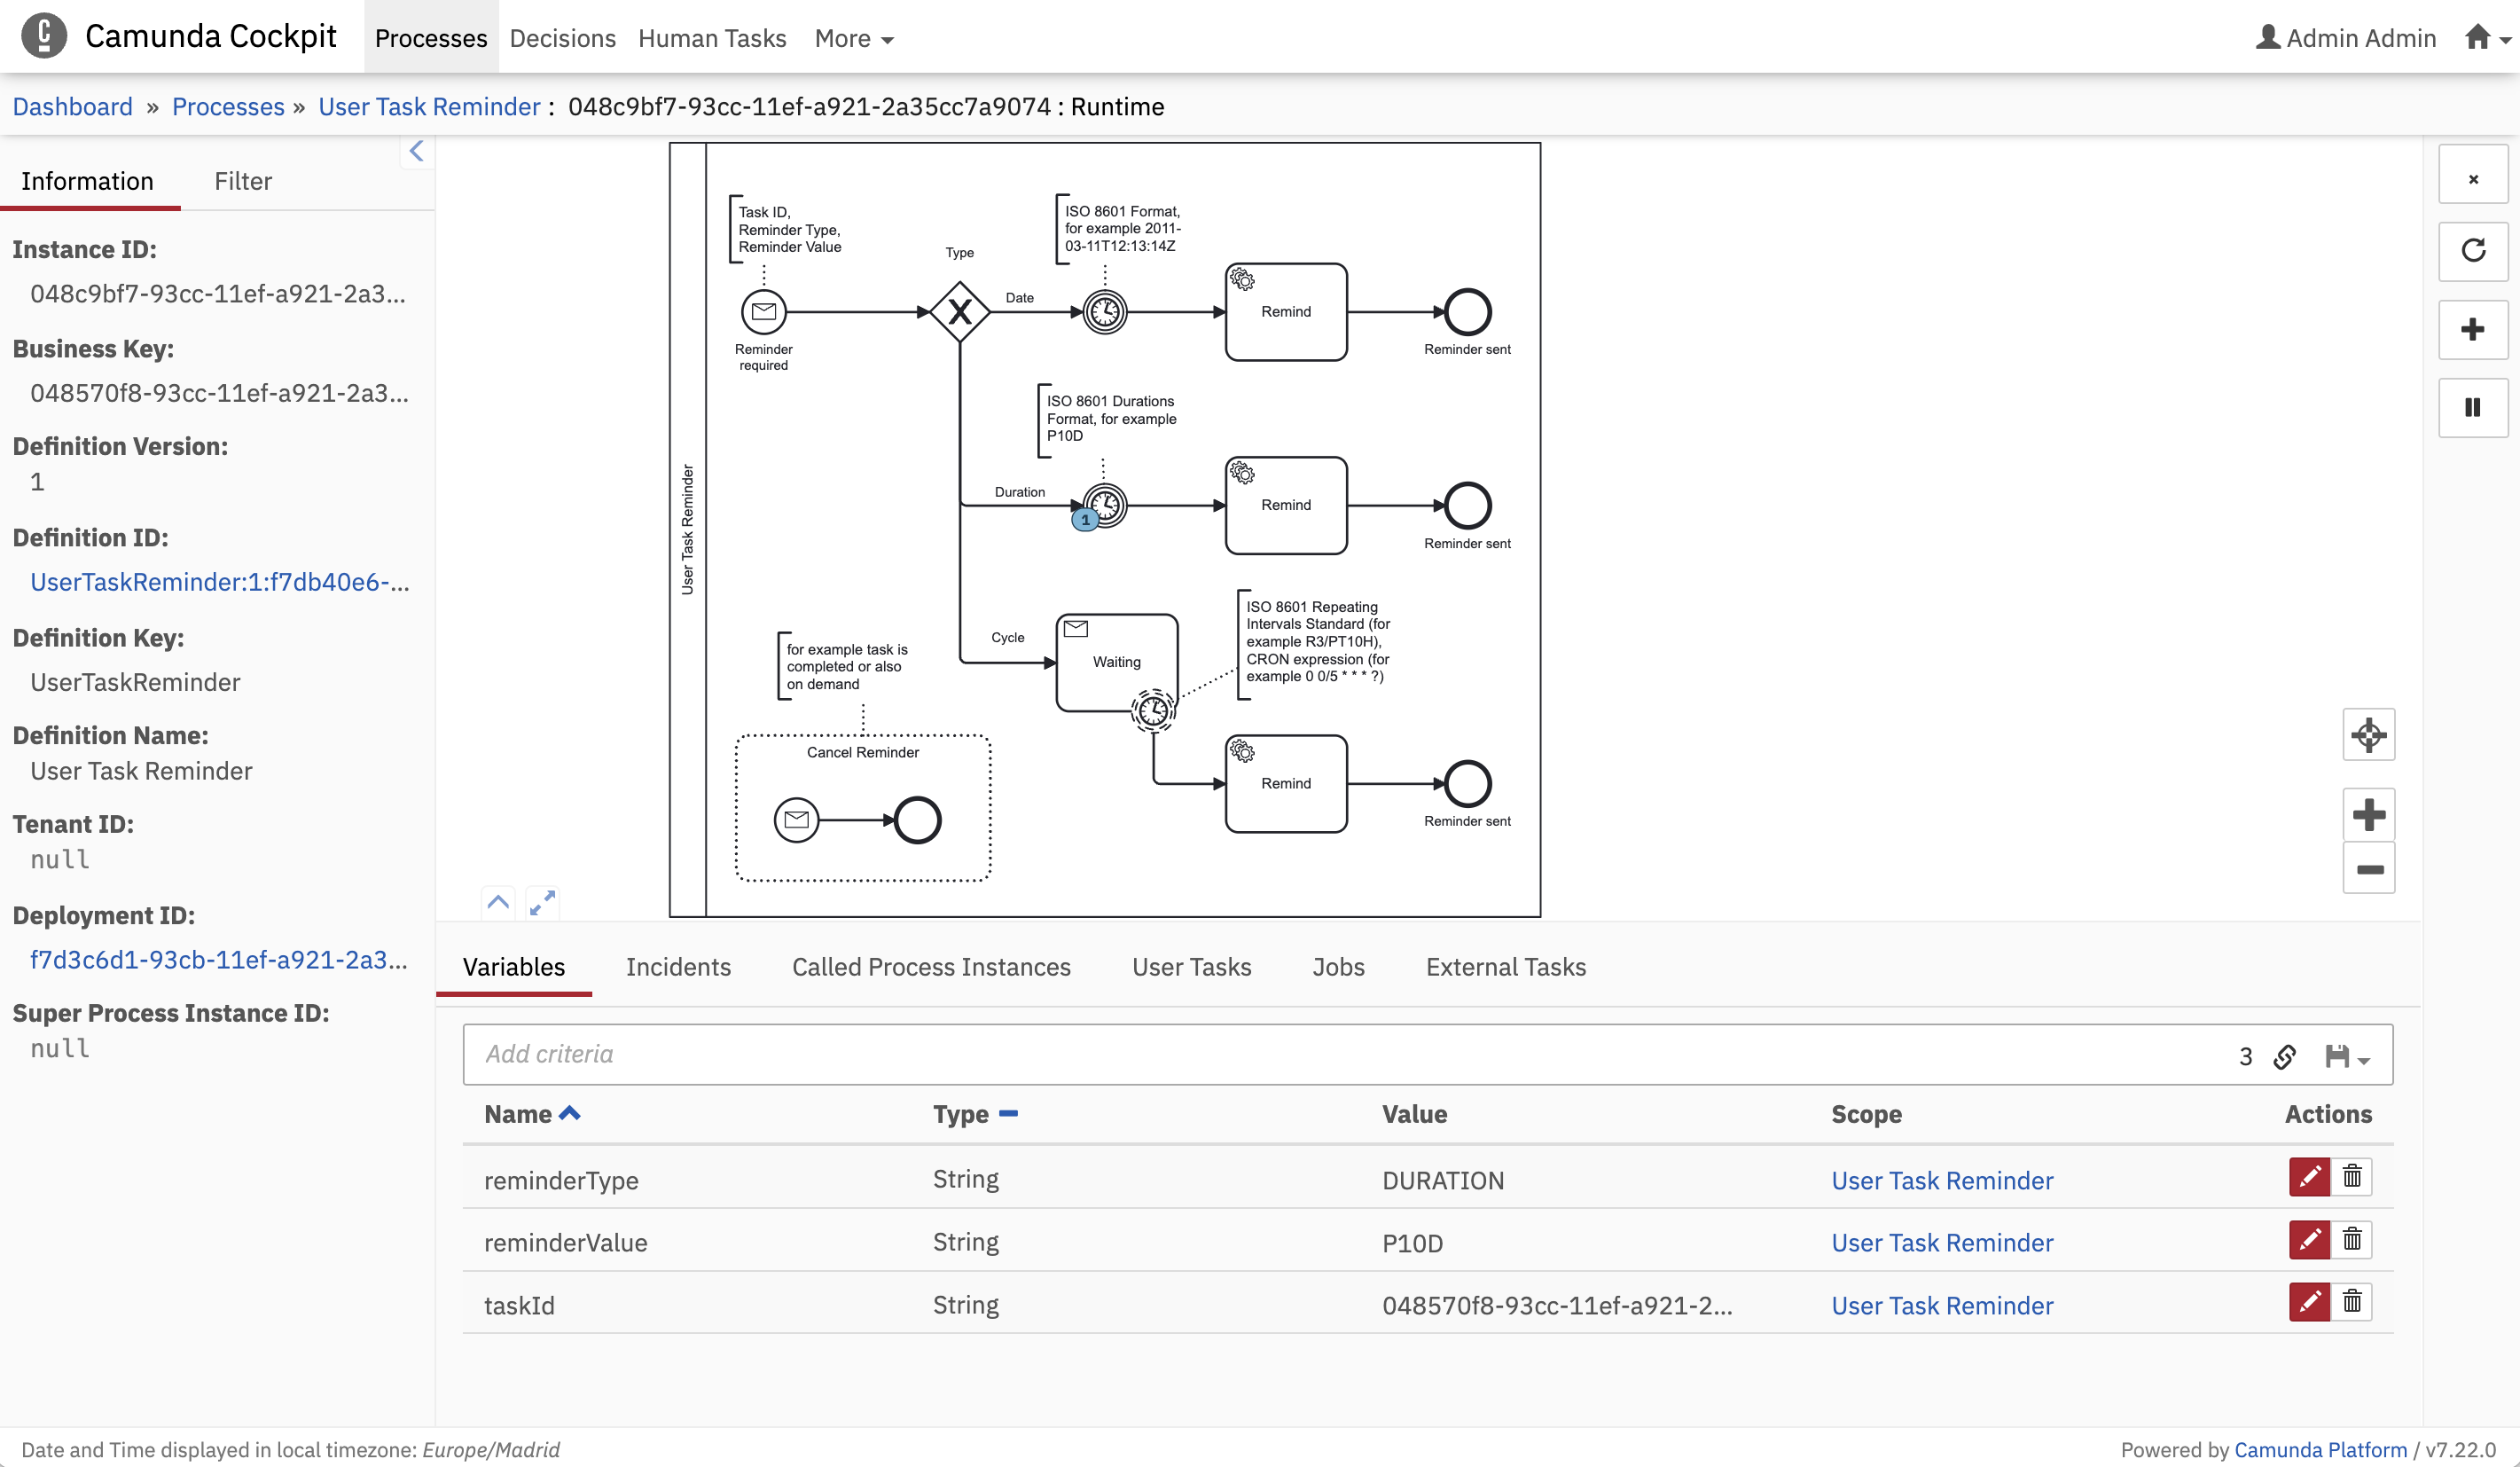 Camunda Cockpit
Processes
Decisions
Human Tasks
More
Admin Admin
Dashboard » Processes » User Task Reminder : 048c9bf7-93cc-11ef-a921-2a35cc7a9074 : Runtime
Information
Filter
Instance ID:
048c9bf7-93cc-11ef-a921-2a3...
Business Key:
048570f8-93cc-11ef-a921-2a3...
Definition Version:
1
Definition ID:
UserTaskReminder:1:f7db40e6-...
Definition Key:
UserTaskReminder
Definition Name:
User Task Reminder
Tenant ID:
null
Deployment ID:
f7d3c6d1-93cb-11ef-a921-2a3...
Super Process Instance ID:
null
User Task Reminder
Task ID,
Reminder Type,
Reminder Value
Reminder
required
Type
Date
ISO 8601 Format,
for example 2011-
03-11T12:13:14Z
Remind
Reminder sent
ISO 8601 Durations
Format, for example
P10D
Duration
1
Remind
Reminder sent
Cycle
Waiting
ISO 8601 Repeating
Intervals Standard (for
example R3/PT10H),
CRON expression (for
example 0 0/5 * * * ?)
Remind
Reminder sent
for example task is
completed or also
on demand
Cancel Reminder
Variables
Incidents
Called Process Instances
User Tasks
Jobs
External Tasks
Add criteria
3
Name Type Value Scope Actions
reminderType String DURATION User Task Reminder
reminderValue String P10D User Task Reminder
taskId String 048570f8-93cc-11ef-a921-2... User Task Reminder
Date and Time displayed in local timezone: Europe/Madrid
Powered by Camunda Platform / v7.22.0